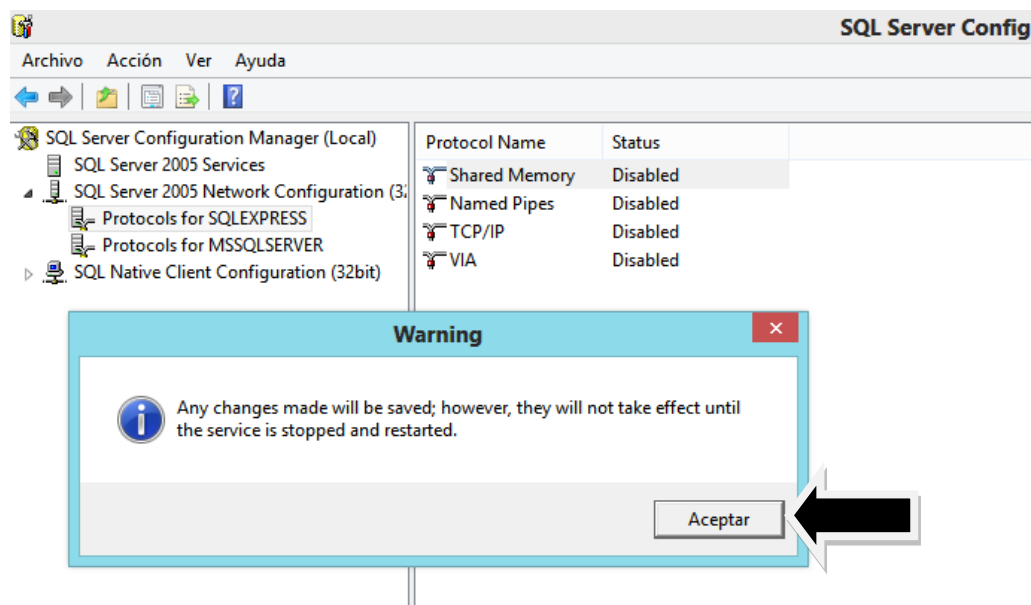 SQL Server Config
Archivo Acción Ver Ayuda
SQL Server Configuration Manager (Local)
SQL Server 2005 Services
SQL Server 2005 Network Configuration (32
Protocols for SQLEXPRESS
Protocols for MSSQLSERVER
SQL Native Client Configuration (32bit)
Protocol Name Status
Shared Memory Disabled
Named Pipes Disabled
TCP/IP Disabled
VIA Disabled
Warning
Any changes made will be saved; however, they will not take effect until
the service is stopped and restarted.
Aceptar